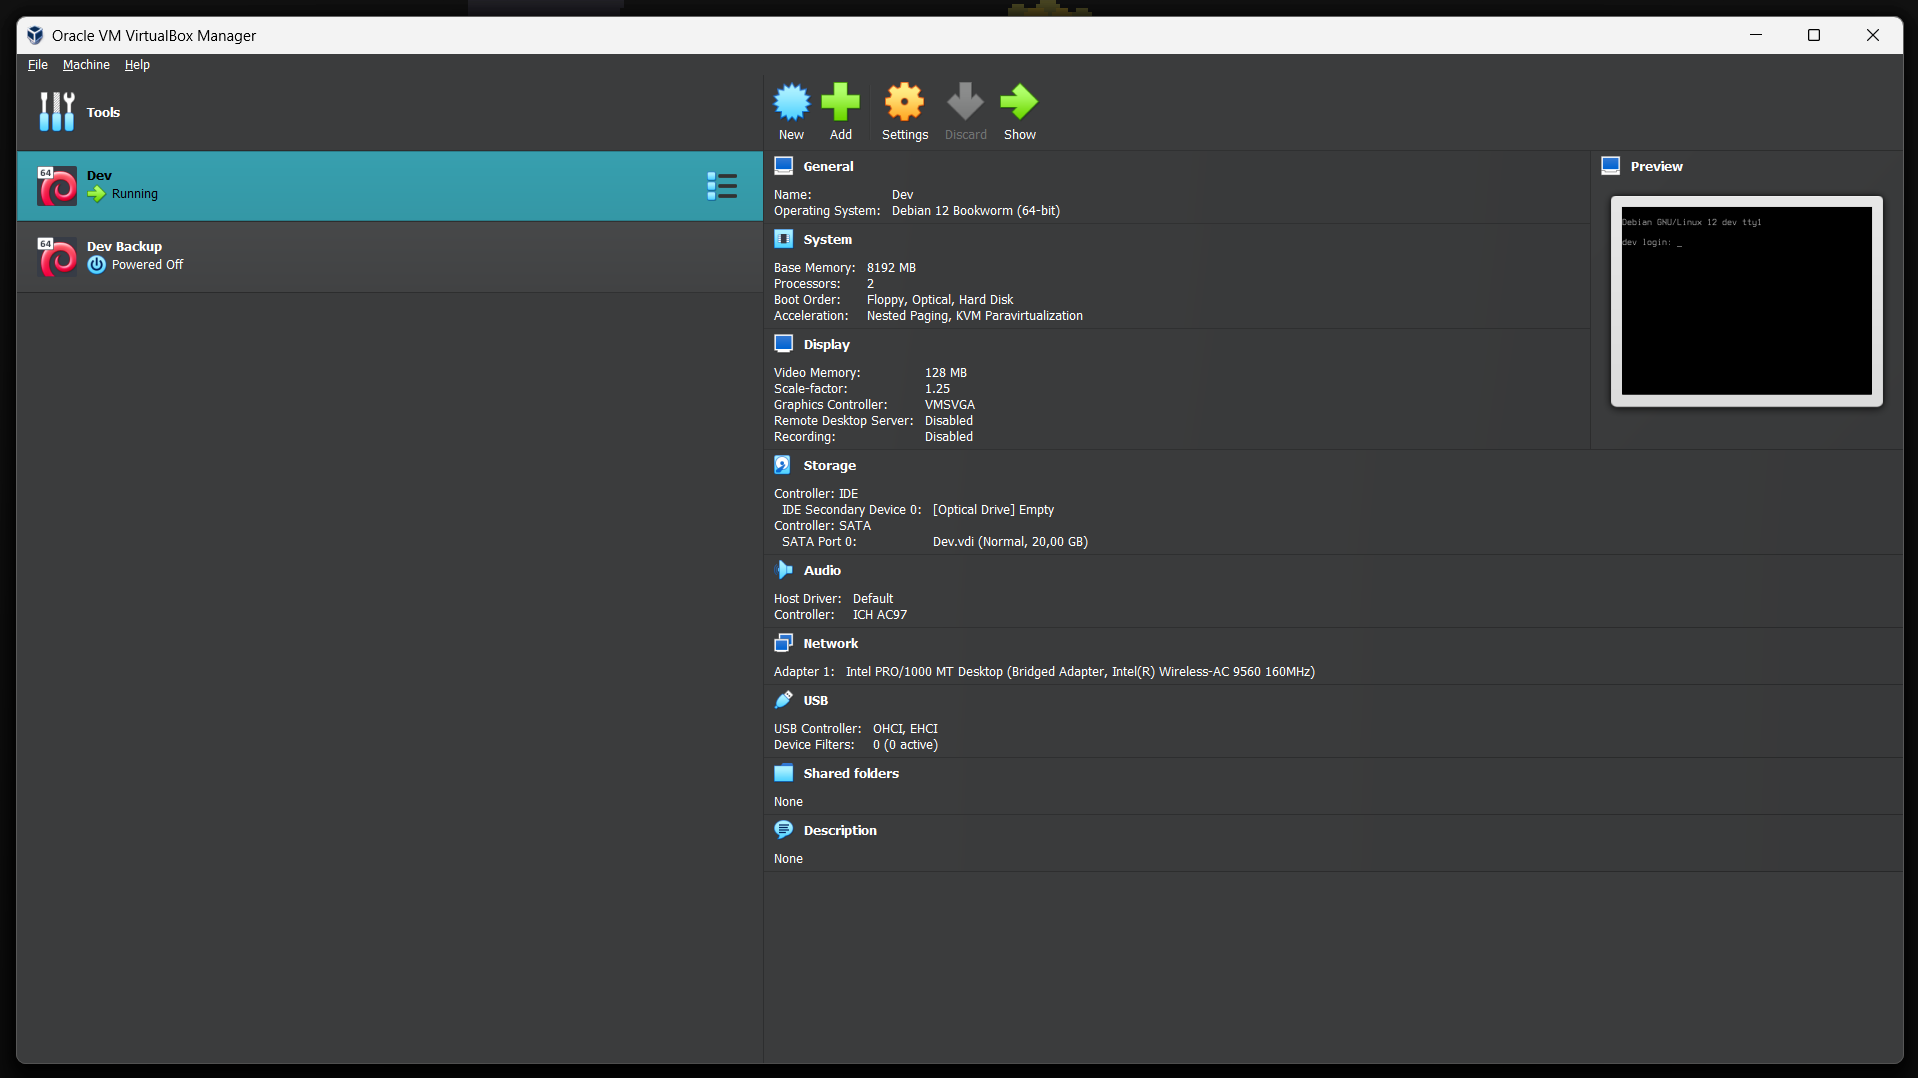 Oracle VM VirtualBox Manager
File Machine Help
Tools
New Add Settings Discard Show
64 Dev
Running
64 Dev Backup
Powered Off
General
Name: Dev
Operating System: Debian 12 Bookworm (64-bit)
System
Base Memory: 8192 MB
Processors: 2
Boot Order: Floppy, Optical, Hard Disk
Acceleration: Nested Paging, KVM Paravirtualization
Display
Video Memory: 128 MB
Scale-factor: 1.25
Graphics Controller: VMSVGA
Remote Desktop Server: Disabled
Recording: Disabled
Preview
Debian GNU/Linux 12 dev tty1
dev login: _
Storage
Controller: IDE
IDE Secondary Device 0: [Optical Drive] Empty
Controller: SATA
SATA Port 0: Dev.vdi (Normal, 20,00 GB)
Audio
Host Driver: Default
Controller: ICH AC97
Network
Adapter 1: Intel PRO/1000 MT Desktop (Bridged Adapter, Intel(R) Wireless-AC 9560 160MHz)
USB
USB Controller: OHCI, EHCI
Device Filters: 0 (0 active)
Shared folders
None
Description
None